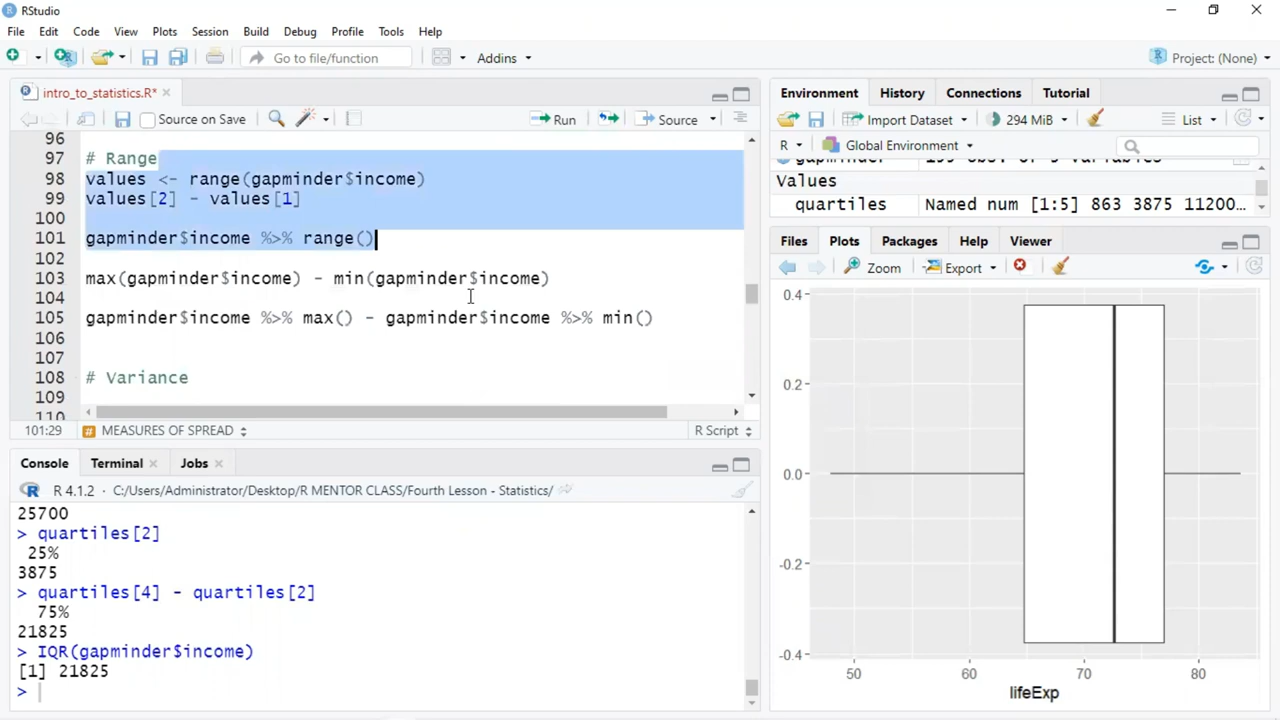 RStudio
File Edit Code View Plots Session Build Debug Profile Tools Help
Go to file/function Addins Project: (None)
intro_to_statistics.R*
Source on Save Run Source
96
97 # Range
98 values <- range(gapminder$income)
99 values[2] - values[1]
100
101 gapminder$income %>% range()
102
103 max(gapminder$income) - min(gapminder$income)
104
105 gapminder$income %>% max() - gapminder$income %>% min()
106
107
108 # Variance
109
110
101:29 MEASURES OF SPREAD R Script
Console Terminal Jobs
R 4.1.2 · C:/Users/Administrator/Desktop/R MENTOR CLASS/Fourth Lesson - Statistics/
25700
> quartiles[2]
25%
3875
> quartiles[4] - quartiles[2]
75%
21825
> IQR(gapminder$income)
[1] 21825
>
Environment History Connections Tutorial
Import Dataset 294 MiB List
R Global Environment
Values
quartiles Named num [1:5] 863 3875 11200…
Files Plots Packages Help Viewer
Zoom Export
0.4
0.2
0.0
-0.2
-0.4
50 60 70 80
lifeExp